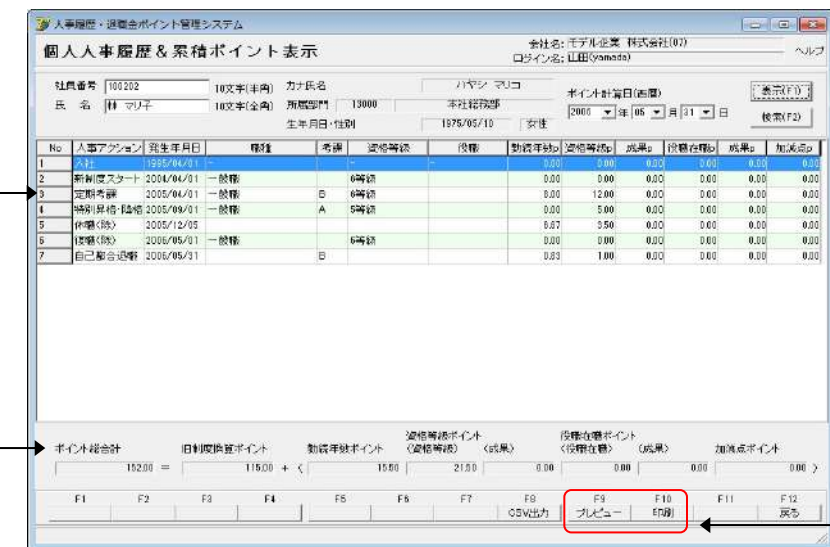 人事履歴・退職金ポイント管理システム
個人人事履歴＆累積ポイント表示
会社名: モデル企業 株式会社(07)
ログイン名: 山田(yamada)
ヘルプ
社員番号 100202 10文字(半角) カナ氏名 ハヤシ マリコ
ポイント計算日(西暦)
表示(F1)
氏 名 林 マリ子 10文字(全角) 所属部門 13000 本社総務部
2006 年 05 月 31 日
検索(F2)
生年月日・性別 1975/05/10 女性
No 人事アクション 発生年月日 職種 考課 資格等級 役職 勤続年数p 資格等級p 成果p 役職在職p 成果p 加減点p
1 入社 1995/04/01 - - - 0.00 0.00 0.00 0.00 0.00 0.00
2 新制度スタート 2004/04/01 一般職 6等級 0.00 0.00 0.00 0.00 0.00 0.00
3 定期考課 2005/04/01 一般職 B 6等級 8.00 12.00 0.00 0.00 0.00 0.00
4 特別昇格・降格 2005/09/01 一般職 A 5等級 0.00 5.00 0.00 0.00 0.00 0.00
5 休職(除) 2005/12/05 6.67 3.50 0.00 0.00 0.00 0.00
6 復職(除) 2006/05/01 一般職 5等級 0.00 0.00 0.00 0.00 0.00 0.00
7 自己都合退職 2006/05/31 B 0.83 1.00 0.00 0.00 0.00 0.00
資格等級ポイント 役職在職ポイント
ポイント総合計 旧制度換算ポイント 勤続年数ポイント (資格等級) (成果) (役職在職) (成果) 加減点ポイント
152.00 = 115.00 + ( 15.50 21.50 0.00 0.00 0.00 0.00 )
F1 F2 F3 F4 F5 F6 F7 F8 F9 F10 F11 F12
CSV出力 プレビュー 印刷 戻る